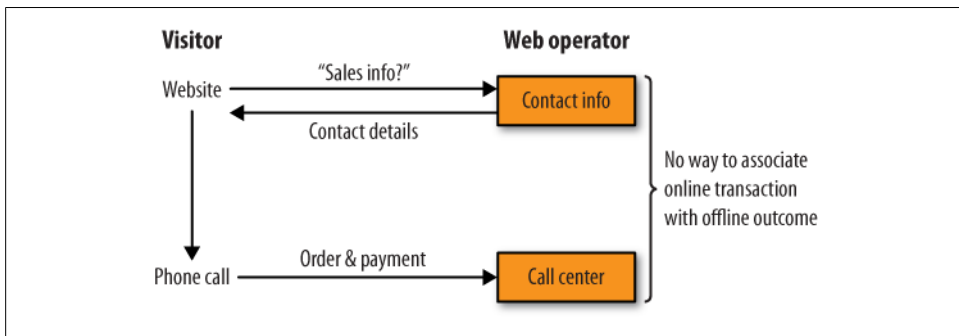 Visitor
Web operator
Website
“Sales info?”
Contact info
Contact details
No way to associate
online transaction
with offline outcome
Phone call
Order & payment
Call center